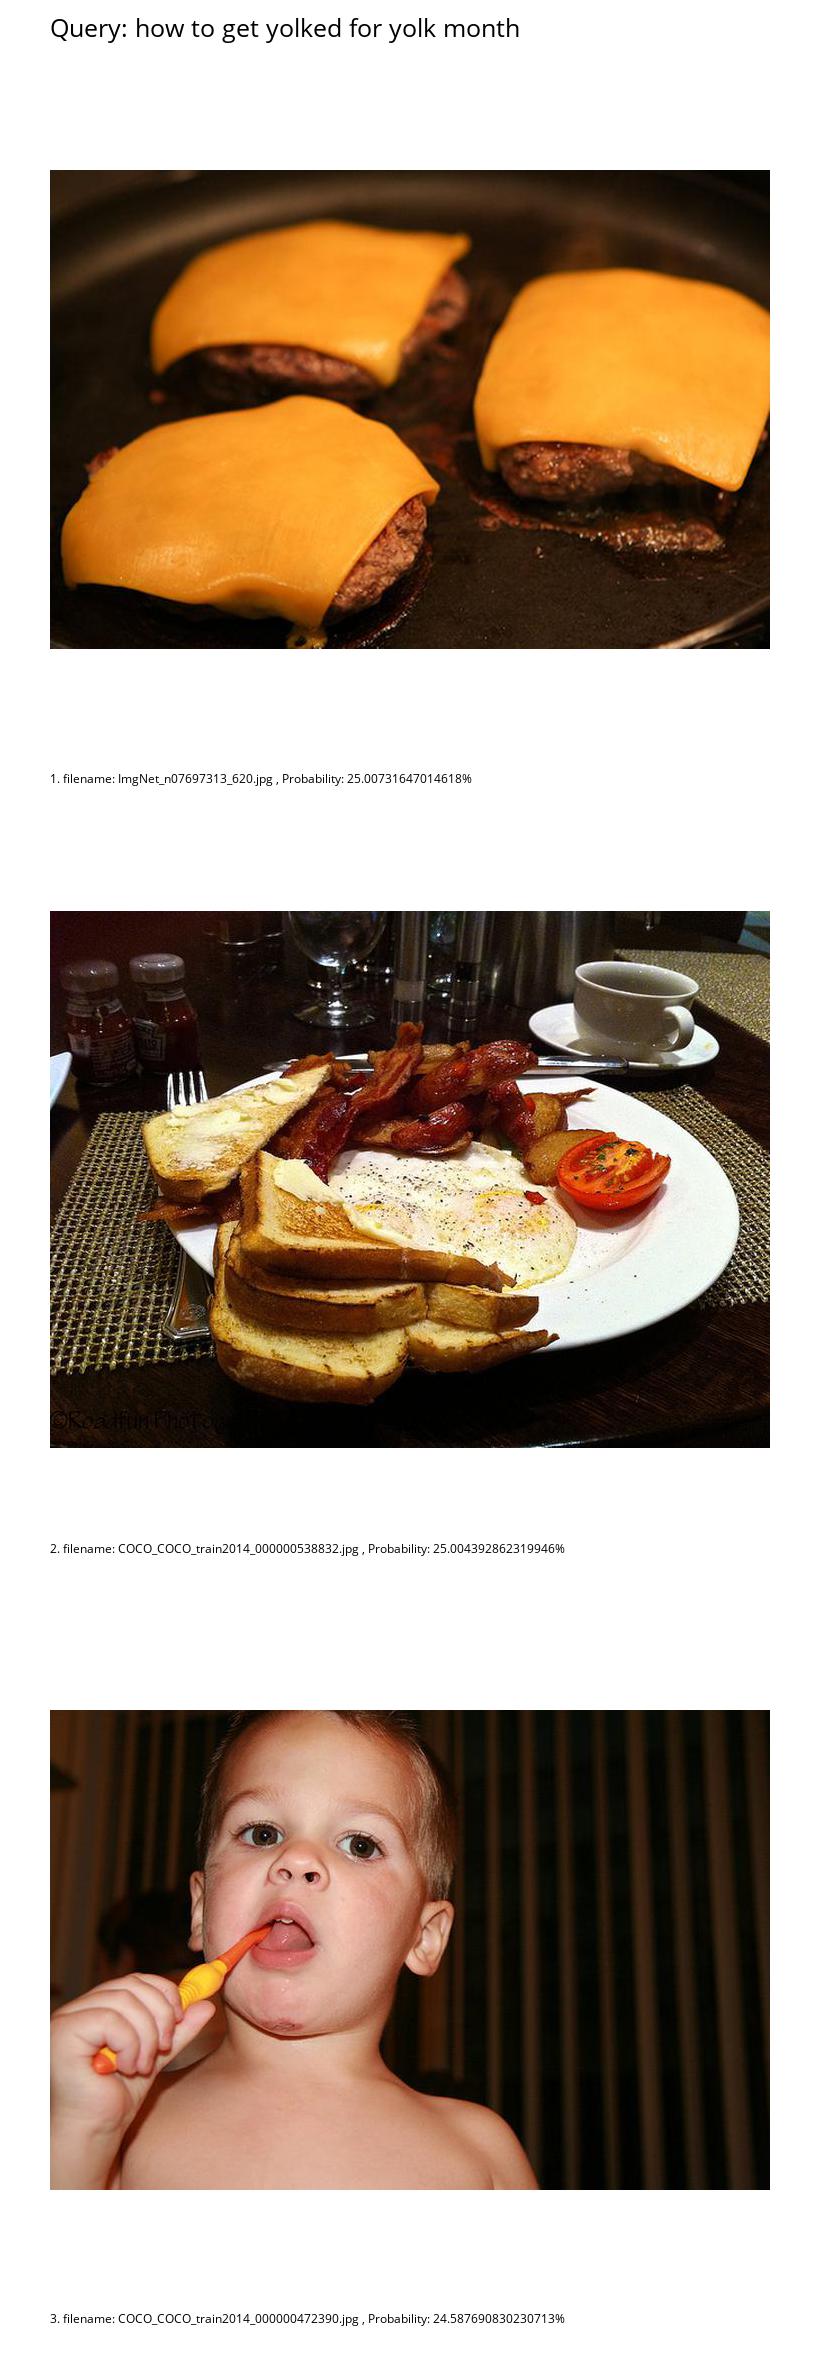 Query: how to get yolked for yolk month
1. filename: ImgNet_n07697313_620.jpg , Probability: 25.00731647014618%
2. filename: COCO_COCO_train2014_000000538832.jpg , Probability: 25.004392862319946%
3. filename: COCO_COCO_train2014_000000472390.jpg , Probability: 24.587690830230713%